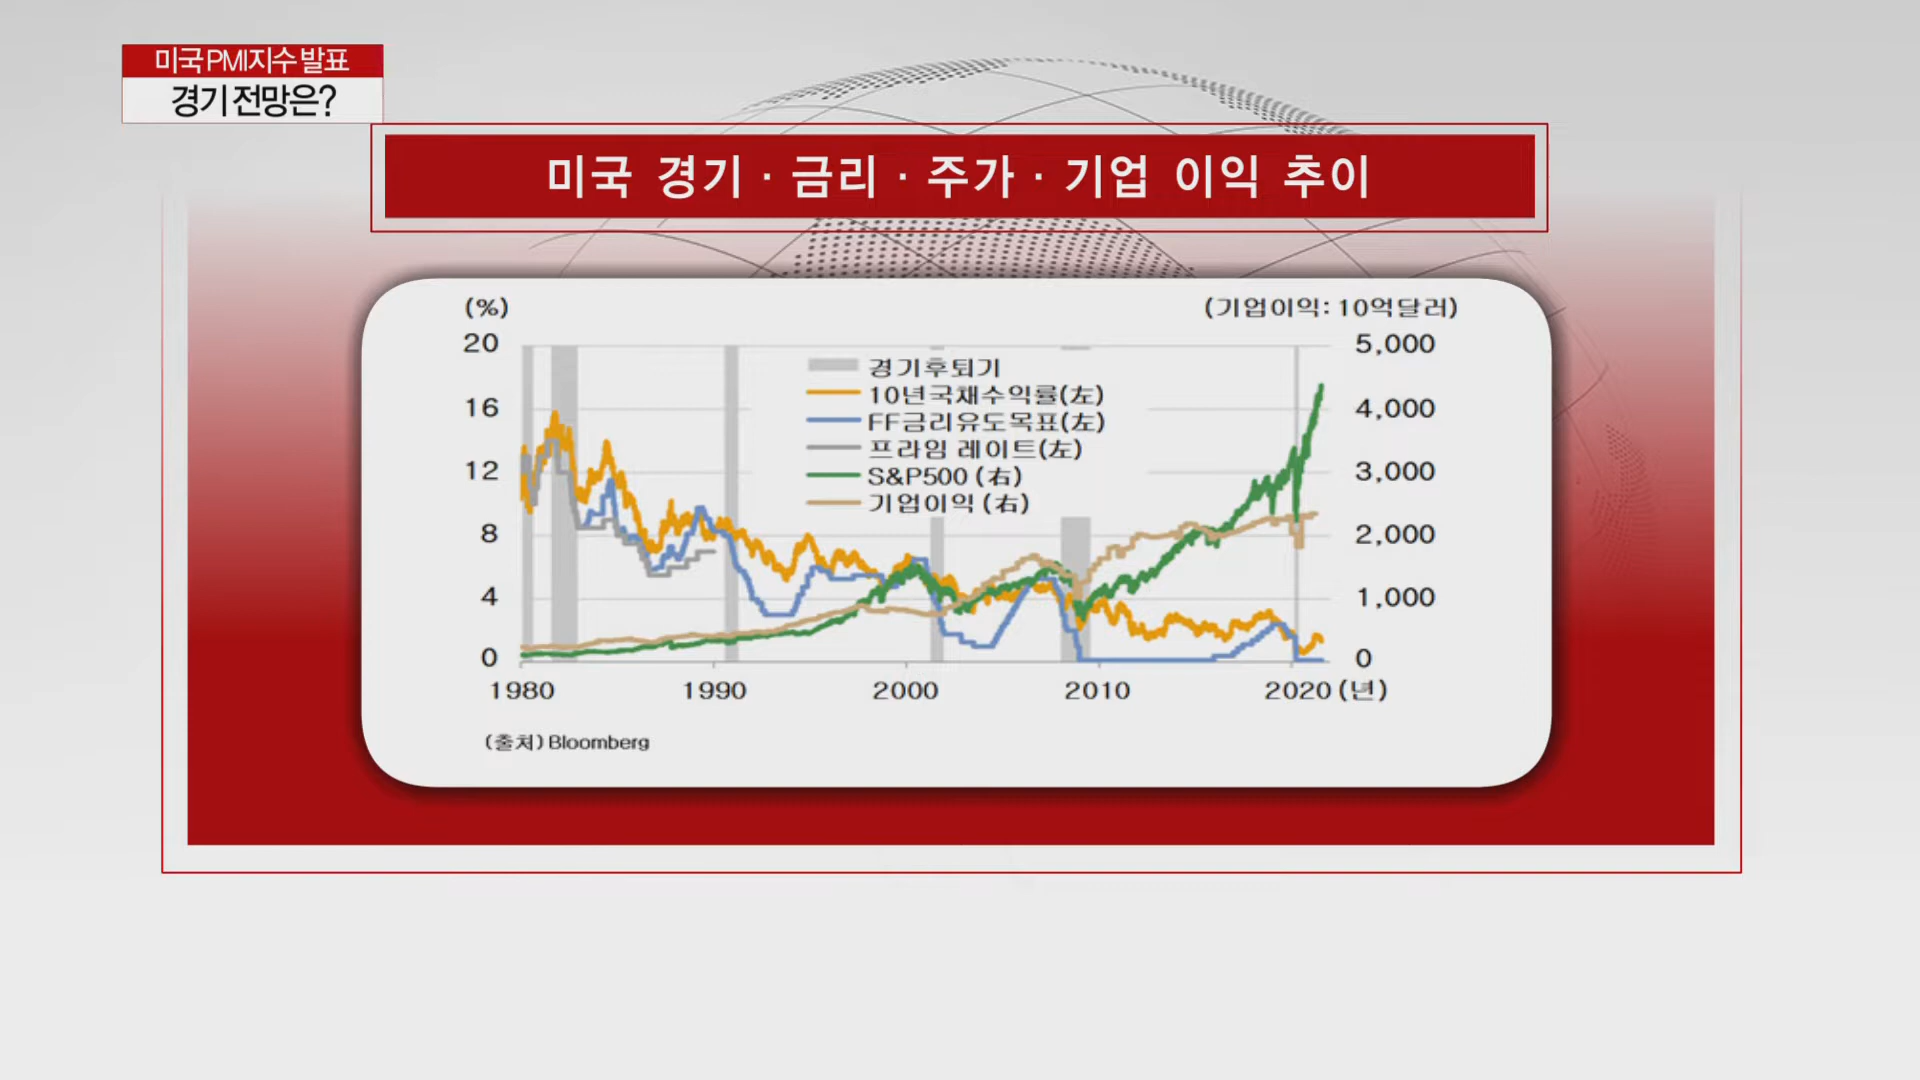 미국PMI지수 발표
경기 전망은?
미국 경기·금리·주가·기업 이익 추이
(%)
(기업이익: 10억달러)
20
5,000
경기후퇴기
10년국채수익률(左)
16
4,000
FF금리유도목표(左)
프라임 레이트(左)
12
3,000
S&P500 (右)
기업이익 (右)
8
2,000
4
1,000
0
0
1980
1990
2000
2010
2020 (년)
(출처) Bloomberg